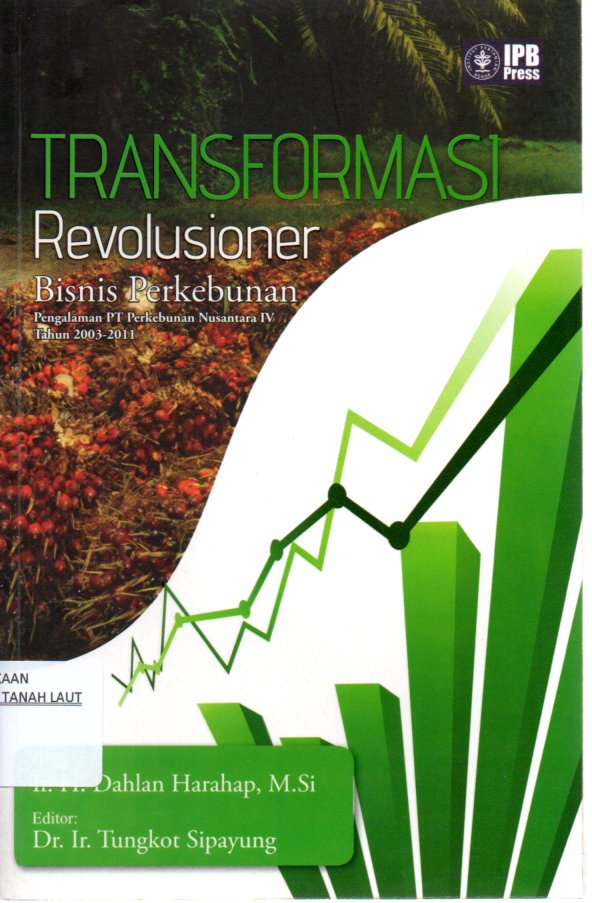 IPB
Press
TRANSFORMASI
Revolusioner
Bisnis Perkebunan
Pengalaman PT Perkebunan Nusantara IV
Tahun 2003-2011
TANAH LAUT
Dahlan Harahap, M.Si
Editor:
Dr. Ir. Tungkot Sipayung